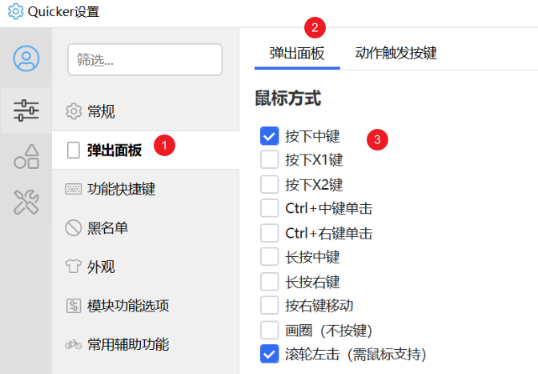 Quicker设置
2
弹出面板 动作触发按键
筛选...
鼠标方式
常规
按下中键 3
弹出面板 1
按下X1键
按下X2键
功能快捷键
Ctrl+中键单击
黑名单
Ctrl+右键单击
长按中键
外观
长按右键
模块功能选项
按右键移动
画圈（不按键）
常用辅助功能
滚轮左击（需鼠标支持）